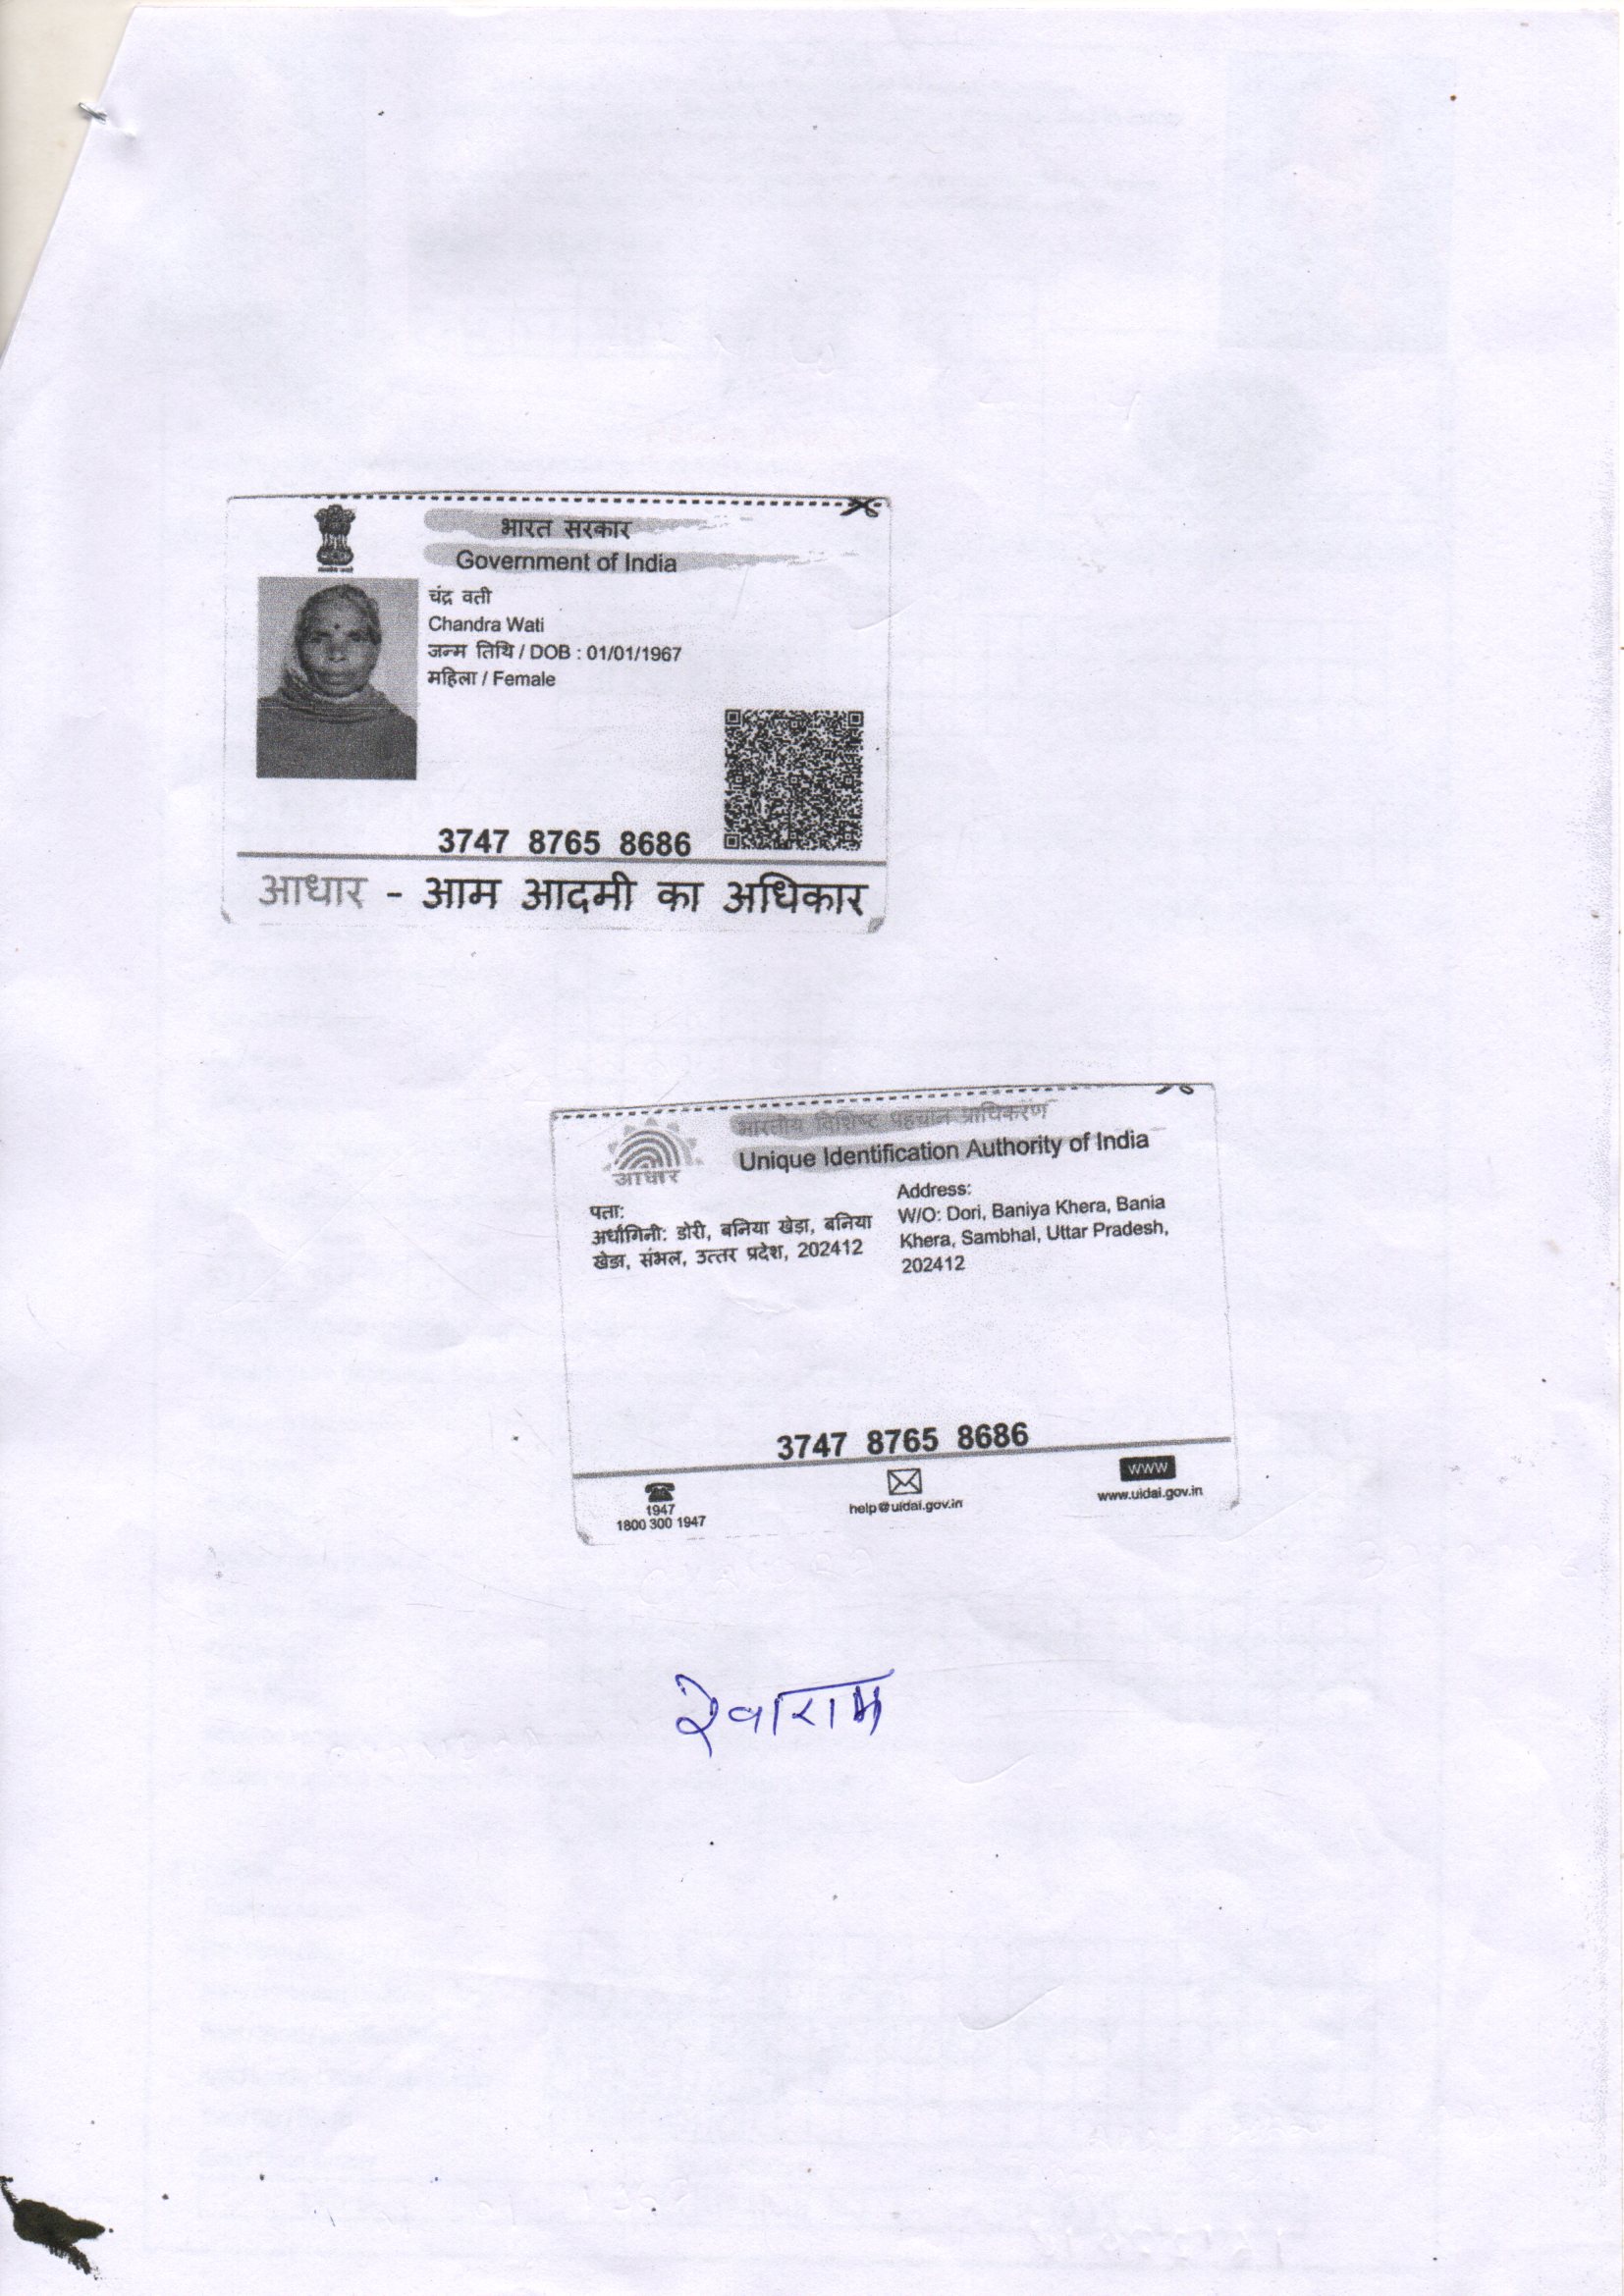 भारत सरकार
Government of India
चंद्र वती
Chandra Wati
जन्म तिथि / DOB : 01/01/1967
महिला / Female
3747 8765 8686
आधार - आम आदमी का अधिकार
भारतीय विशिष्ट पहचान प्राधिकरण
Unique Identification Authority of India
आधार
पता:
अर्धांगिनी: डोरी, बनिया खेड़ा, बनिया
खेड़ा, संभल, उत्तर प्रदेश, 202412
Address:
W/O: Dori, Baniya Khera, Bania
Khera, Sambhal, Uttar Pradesh,
202412
3747 8765 8686
1947
1800 300 1947
help@uidai.gov.in
www
www.uidai.gov.in
रेवाराम